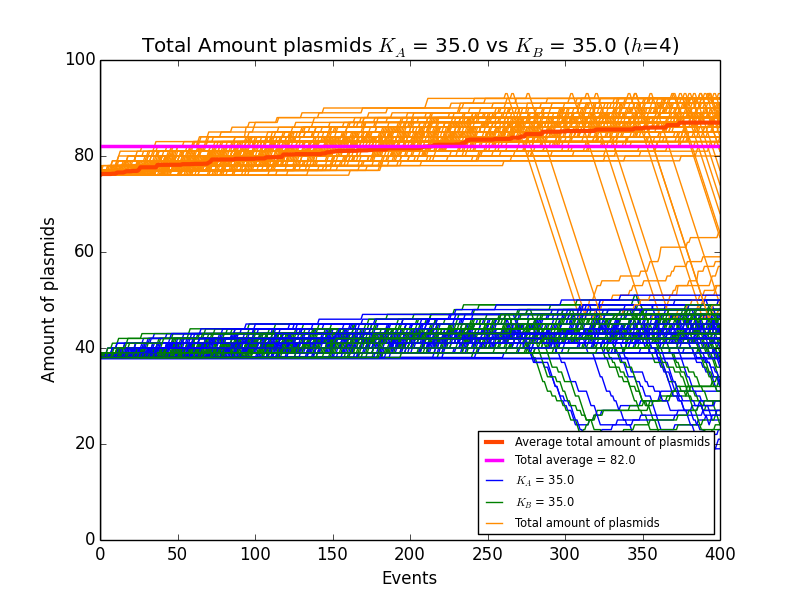 Total Amount plasmids K_A = 35.0 vs K_B = 35.0 (h=4)
100
80
60
40
20
0
Amount of plasmids
0 50 100 150 200 250 300 350 400
Events
Average total amount of plasmids
Total average = 82.0
K_A = 35.0
K_B = 35.0
Total amount of plasmids